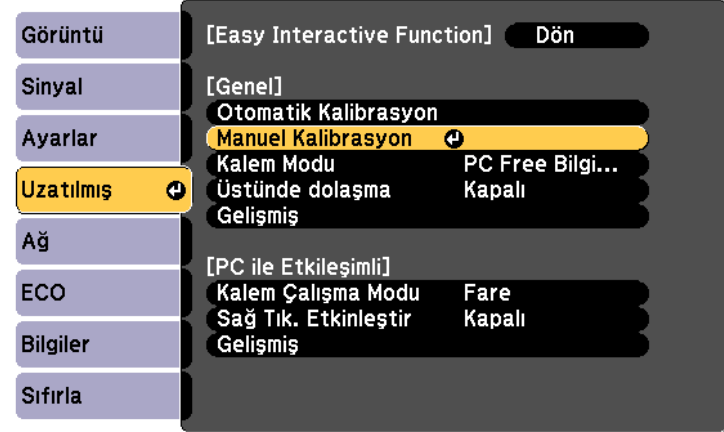 Görüntü
Sinyal
Ayarlar
Uzatılmış
Ağ
ECO
Bilgiler
Sıfırla
[Easy Interactive Function] Dön
[Genel]
Otomatik Kalibrasyon
Manuel Kalibrasyon
Kalem Modu PC Free Bilgi...
Üstünde dolaşma Kapalı
Gelişmiş
[PC ile Etkileşimli]
Kalem Çalışma Modu Fare
Sağ Tık. Etkinleştir Kapalı
Gelişmiş